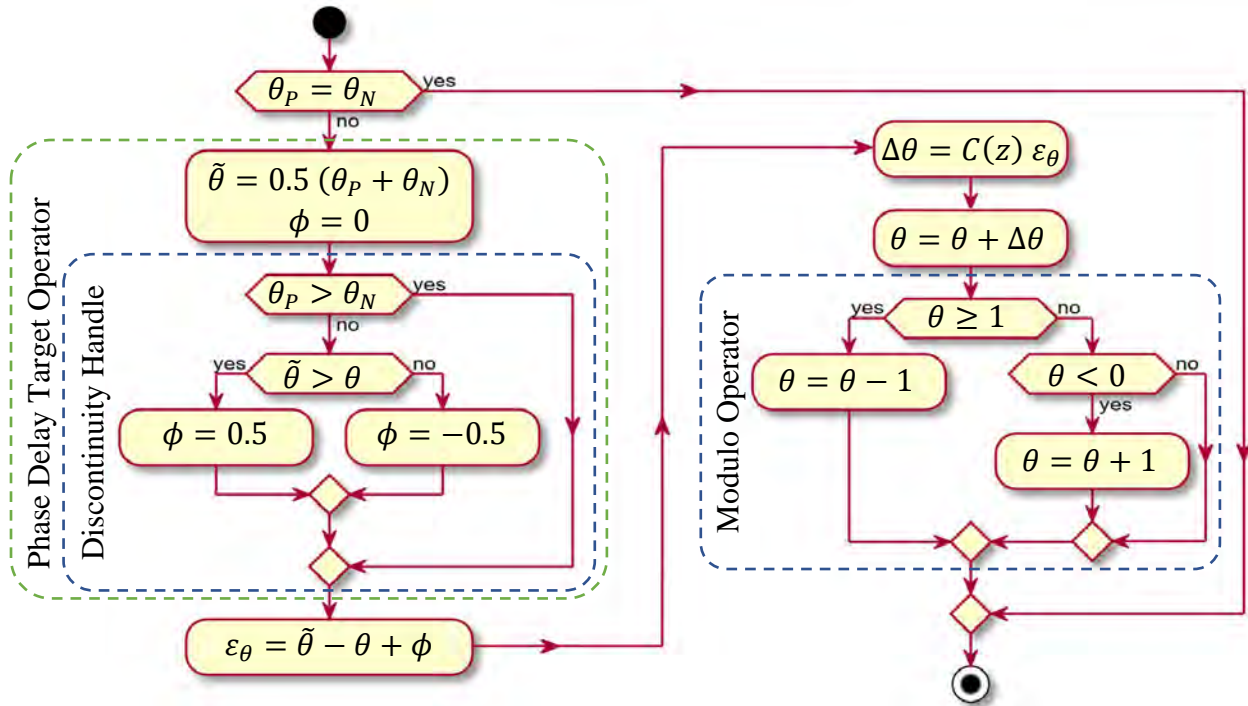 θ_P = θ_N
yes
no
Phase Delay Target Operator
θ̃ = 0.5 (θ_P + θ_N)
ϕ = 0
Discontinuity Handle
θ_P > θ_N
yes
no
θ̃ > θ
yes
no
ϕ = 0.5
ϕ = −0.5
ε_θ = θ̃ − θ + ϕ
Δθ = C(z) ε_θ
θ = θ + Δθ
Modulo Operator
θ ≥ 1
yes
no
θ = θ − 1
θ < 0
no
yes
θ = θ + 1